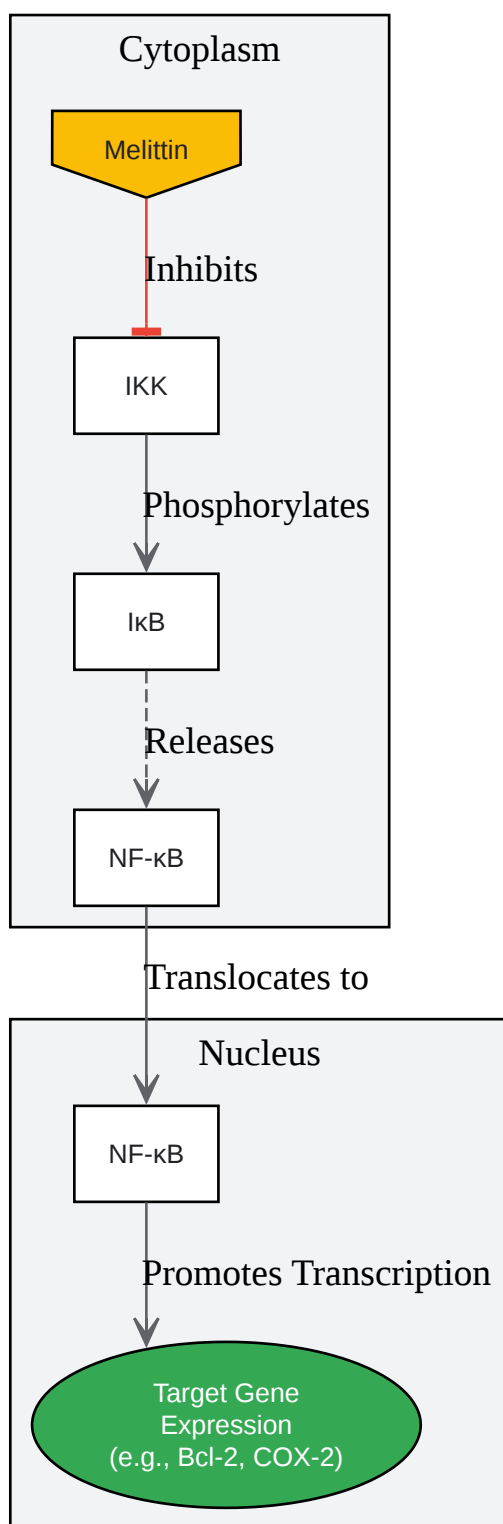 Cytoplasm
Melittin
Inhibits
IKK
Phosphorylates
IκB
Releases
NF-κB
Translocates to
Nucleus
NF-κB
Promotes Transcription
Target Gene
Expression
(e.g., Bcl-2, COX-2)